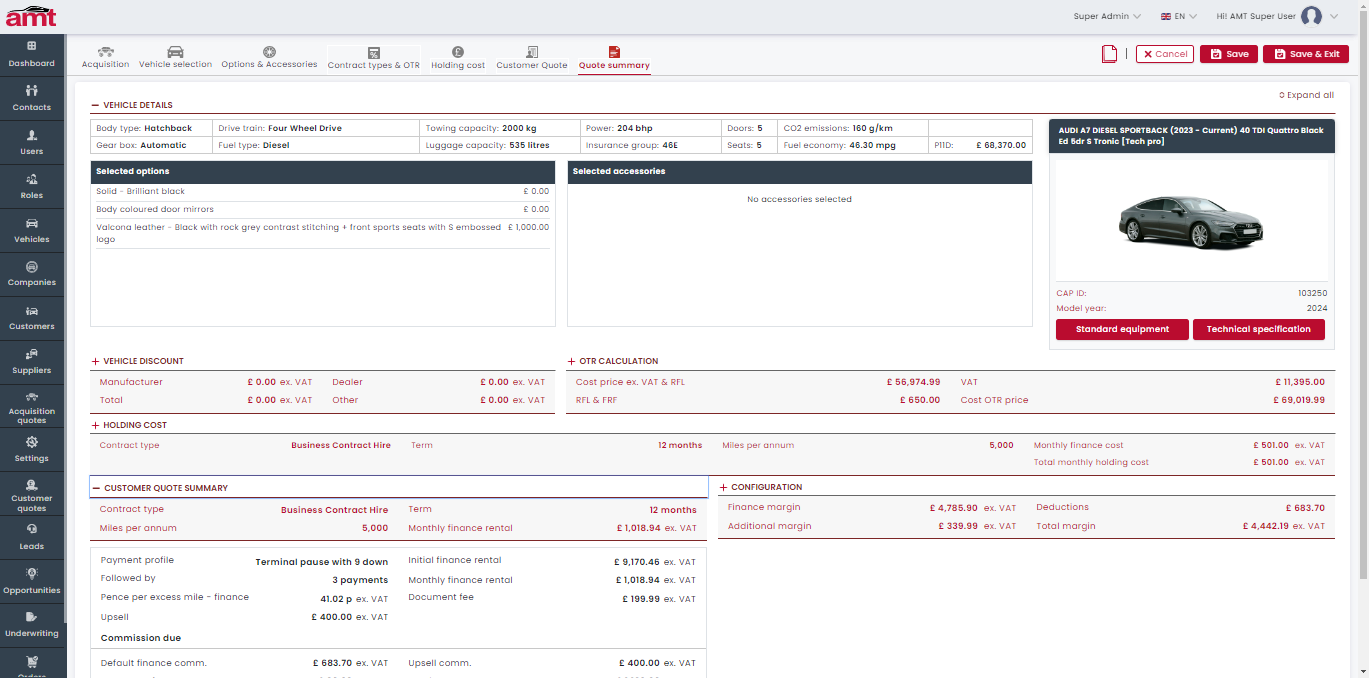 amt
Super Admin
EN
Hi! AMT Super User
Dashboard
Contacts
Users
Roles
Vehicles
Companies
Customers
Suppliers
Acquisition
quotes
Settings
Customer
quotes
Leads
Opportunities
Underwriting
Orders
Acquisition
Vehicle selection
Options & Accessories
Contract types & OTR
Holding cost
Customer Quote
Quote summary
Cancel
Save
Save & Exit
Expand all
VEHICLE DETAILS
Body type: Hatchback
Drive train: Four Wheel Drive
Towing capacity: 2000 kg
Power: 204 bhp
Doors: 5
CO2 emissions: 160 g/km
Gear box: Automatic
Fuel type: Diesel
Luggage capacity: 535 litres
Insurance group: 46E
Seats: 5
Fuel economy: 46.30 mpg
P11D: £ 68,370.00
Selected options
Solid - Brilliant black £ 0.00
Body coloured door mirrors £ 0.00
Valcona leather - Black with rock grey contrast stitching + front sports seats with S embossed £ 1,000.00
logo
Selected accessories
No accessories selected
AUDI A7 DIESEL SPORTBACK (2023 - Current) 40 TDI Quattro Black
Ed 5dr S Tronic [Tech pro]
CAP ID: 103250
Model year: 2024
Standard equipment
Technical specification
VEHICLE DISCOUNT
Manufacturer £ 0.00 ex. VAT Dealer £ 0.00 ex. VAT
Total £ 0.00 ex. VAT Other £ 0.00 ex. VAT
OTR CALCULATION
Cost price ex. VAT & RFL £ 56,974.99 VAT £ 11,395.00
RFL & FRF £ 650.00 Cost OTR price £ 69,019.99
HOLDING COST
Contract type Business Contract Hire Term 12 months Miles per annum 5,000 Monthly finance cost £ 501.00 ex. VAT
Total monthly holding cost £ 501.00 ex. VAT
CUSTOMER QUOTE SUMMARY
Contract type Business Contract Hire Term 12 months
Miles per annum 5,000 Monthly finance rental £ 1,018.94 ex. VAT
CONFIGURATION
Finance margin £ 4,785.90 ex. VAT Deductions £ 683.70
Additional margin £ 339.99 ex. VAT Total margin £ 4,442.19 ex. VAT
Payment profile Terminal pause with 9 down Initial finance rental £ 9,170.46 ex. VAT
Followed by 3 payments Monthly finance rental £ 1,018.94 ex. VAT
Pence per excess mile - finance 41.02 p ex. VAT Document fee £ 199.99 ex. VAT
Upsell £ 400.00 ex. VAT
Commission due
Default finance comm. £ 683.70 ex. VAT Upsell comm. £ 400.00 ex. VAT